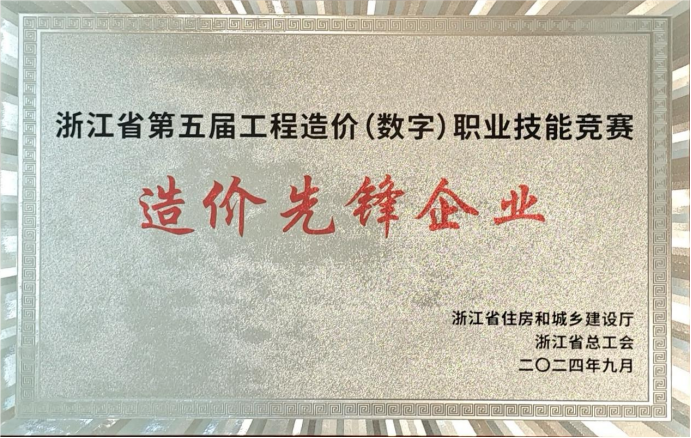 浙江省第五届工程造价（数字）职业技能竞赛
造价先锋企业
浙江省住房和城乡建设厅
浙江省总工会
二〇二四年九月